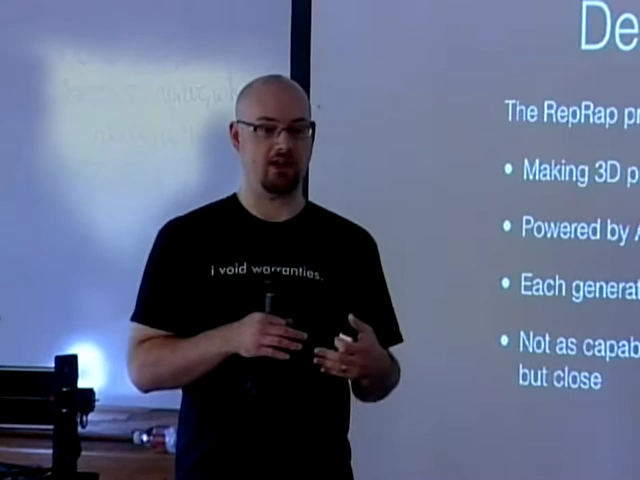 De
The RepRap pr
• Making 3D p
• Powered by A
• Each generat
• Not as capab
but close
i void warranties.